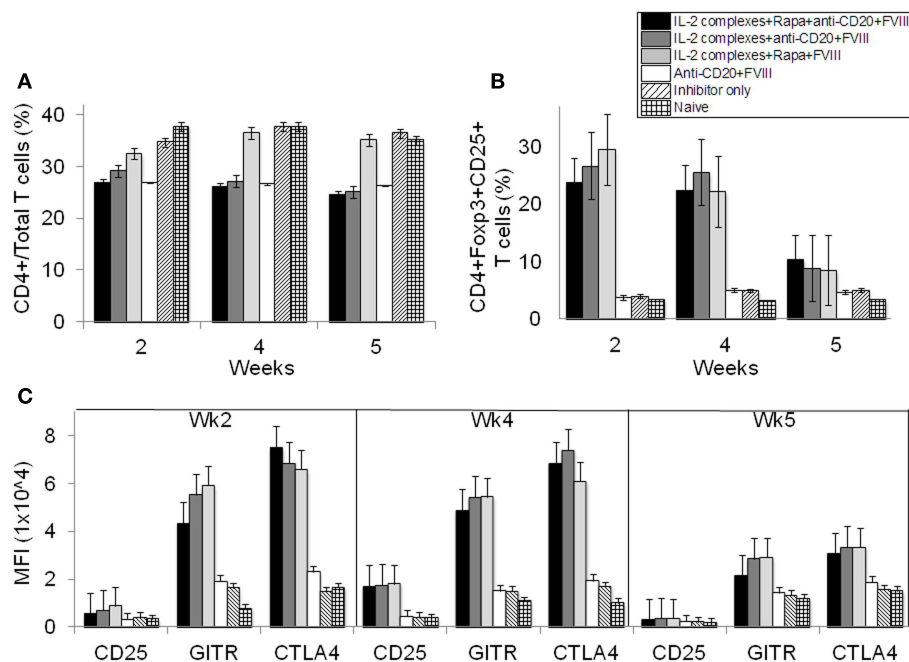 IL-2 complexes+Rapa+anti-CD20+FVIII
IL-2 complexes+anti-CD20+FVIII
IL-2 complexes+Rapa+FVIII
Anti-CD20+FVIII
Inhibitor only
Naive
A
CD4+/Total T cells (%)
40
30
20
10
0
2 4 5
Weeks
B
CD4+Foxp3+CD25+
T cells (%)
30
20
10
0
2 4 5
Weeks
C
Wk2 Wk4 Wk5
MFI (1x10^4)
8
6
4
2
0
CD25 GITR CTLA4 CD25 GITR CTLA4 CD25 GITR CTLA4